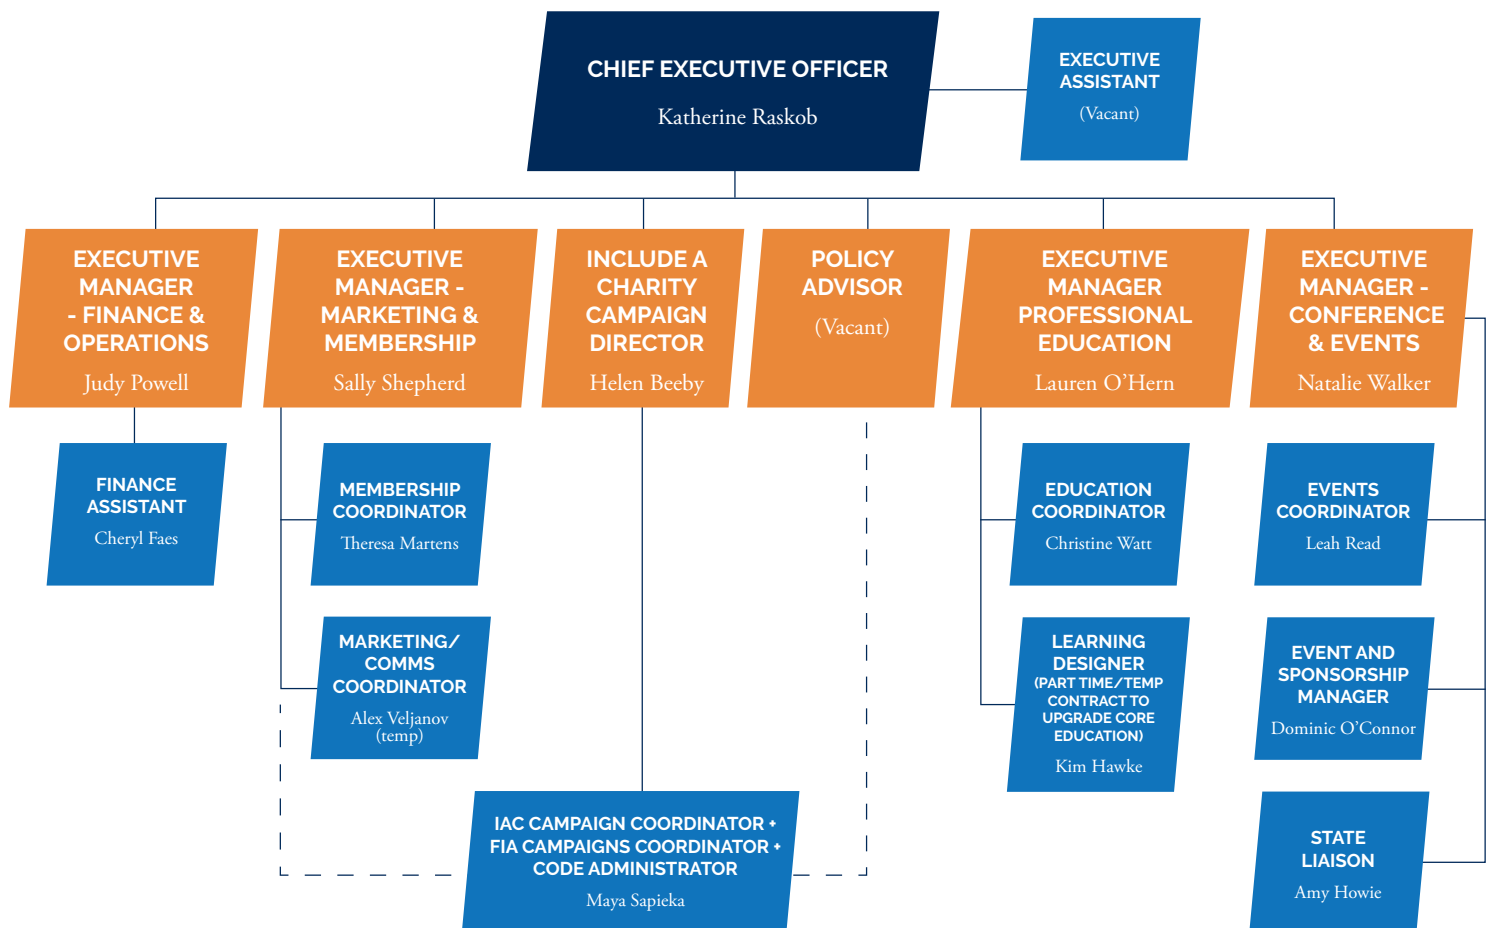 CHIEF EXECUTIVE OFFICER
Katherine Raskob
EXECUTIVE
ASSISTANT
(Vacant)
EXECUTIVE
MANAGER
- FINANCE &
OPERATIONS
Judy Powell
EXECUTIVE
MANAGER -
MARKETING &
MEMBERSHIP
Sally Shepherd
INCLUDE A
CHARITY
CAMPAIGN
DIRECTOR
Helen Beeby
POLICY
ADVISOR
(Vacant)
EXECUTIVE
MANAGER
PROFESSIONAL
EDUCATION
Lauren O’Hern
EXECUTIVE
MANAGER -
CONFERENCE
& EVENTS
Natalie Walker
FINANCE
ASSISTANT
Cheryl Faes
MEMBERSHIP
COORDINATOR
Theresa Martens
EDUCATION
COORDINATOR
Christine Watt
EVENTS
COORDINATOR
Leah Read
MARKETING/
COMMS
COORDINATOR
Alex Veljanov
(temp)
LEARNING
DESIGNER
(PART TIME/TEMP
CONTRACT TO
UPGRADE CORE
EDUCATION)
Kim Hawke
EVENT AND
SPONSORSHIP
MANAGER
Dominic O’Connor
IAC CAMPAIGN COORDINATOR +
FIA CAMPAIGNS COORDINATOR +
CODE ADMINISTRATOR
Maya Sapieka
STATE
LIAISON
Amy Howie